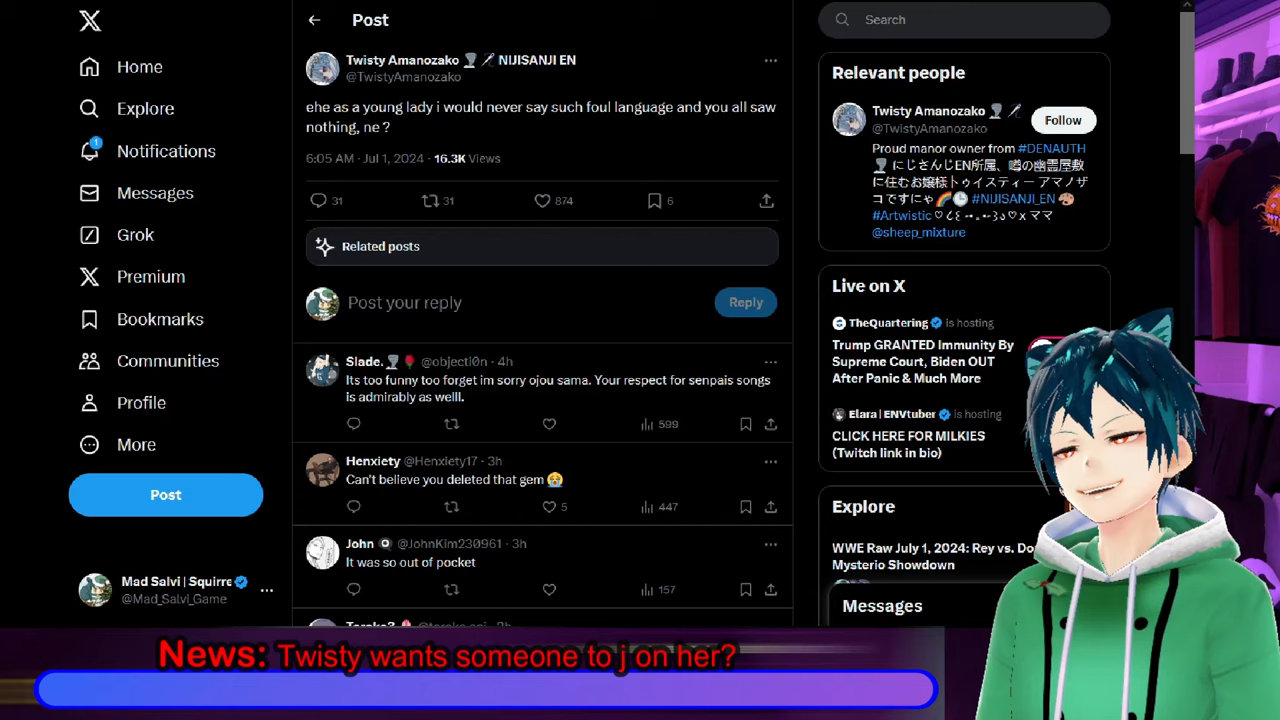 Home
Explore
1
Notifications
Messages
Grok
Premium
Bookmarks
Communities
Profile
More
Post
Mad Salvi | Squirre
@Mad_Salvi_Game
Post
Twisty Amanozako NIJISANJI EN
@TwistyAmanozako
ehe as a young lady i would never say such foul language and you all saw
nothing, ne ?
6:05 AM · Jul 1, 2024 · 16.3K Views
31 31 874 6
Related posts
Post your reply
Reply
Slade. @objectl0n · 4h
Its too funny too forget im sorry ojou sama. Your respect for senpais songs
is admirably as welll.
599
Henxiety @Henxiety17 · 3h
Can't believe you deleted that gem
5 447
John @JohnKim230961 · 3h
It was so out of pocket
157
Search
Relevant people
Twisty Amanozako
@TwistyAmanozako
Follow
Proud manor owner from #DENAUTH
にじさんじEN所属、噂の幽霊屋敷
に住むお嬢様トゥイスティー アマノザ
コですにゃ #NIJISANJI_EN
#Artwistic x ママ
@sheep_mixture
Live on X
TheQuartering is hosting
Trump GRANTED Immunity By
Supreme Court, Biden OUT
After Panic & Much More
Elara | ENVtuber is hosting
CLICK HERE FOR MILKIES
(Twitch link in bio)
Explore
WWE Raw July 1, 2024: Rey vs. Do
Mysterio Showdown
Messages
News: Twisty wants someone to j on her?